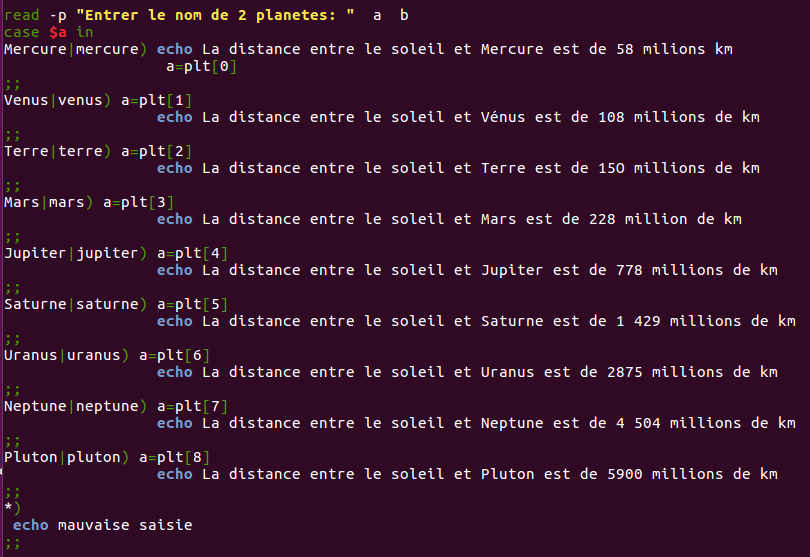 read -p "Entrer le nom de 2 planetes: "  a  b
case $a in
Mercure|mercure) echo La distance entre le soleil et Mercure est de 58 milions km
                  a=plt[0]
;;
Venus|venus) a=plt[1]
                 echo La distance entre le soleil et Vénus est de 108 millions de km
;;
Terre|terre) a=plt[2]
                 echo La distance entre le soleil et Terre est de 15O millions de km
;;
Mars|mars) a=plt[3]
                 echo La distance entre le soleil et Mars est de 228 million de km
;;
Jupiter|jupiter) a=plt[4]
                 echo La distance entre le soleil et Jupiter est de 778 millions de km
;;
Saturne|saturne) a=plt[5]
                 echo La distance entre le soleil et Saturne est de 1 429 millions de km
;;
Uranus|uranus) a=plt[6]
                 echo La distance entre le soleil et Uranus est de 2875 millions de km
;;
Neptune|neptune) a=plt[7]
                 echo La distance entre le soleil et Neptune est de 4 504 millions de km
;;
Pluton|pluton) a=plt[8]
                 echo La distance entre le soleil et Pluton est de 5900 millions de km
;;
*)
 echo mauvaise saisie
;;